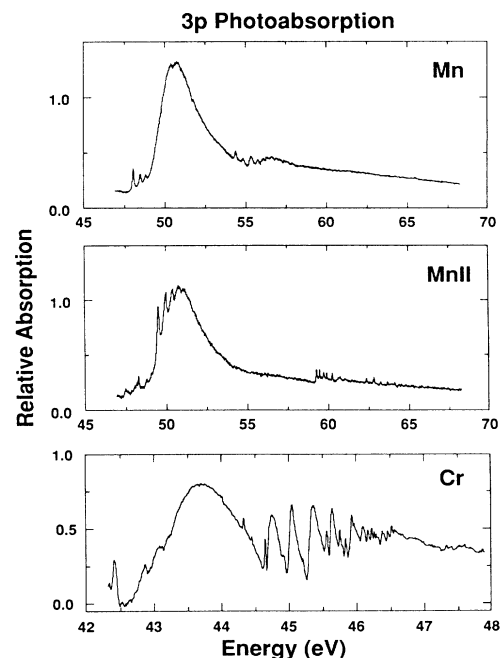 3p Photoabsorption
Mn
1.0
0.0
45 50 55 60 65 70
MnII
1.0
0.0
45 50 55 60 65 70
Relative Absorption
Cr
1.0
0.5
0.0
42 43 44 45 46 47 48
Energy (eV)